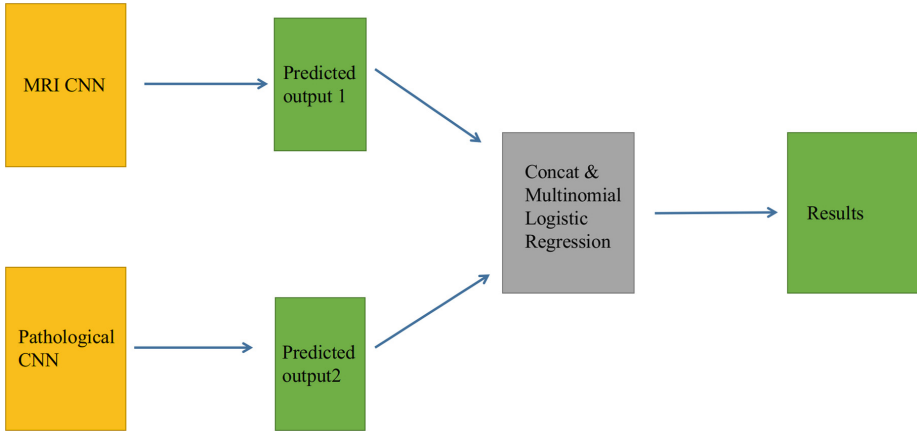 MRI CNN
Predicted
output 1
Concat &
Multinomial
Logistic
Regression
Results
Pathological
CNN
Predicted
output2